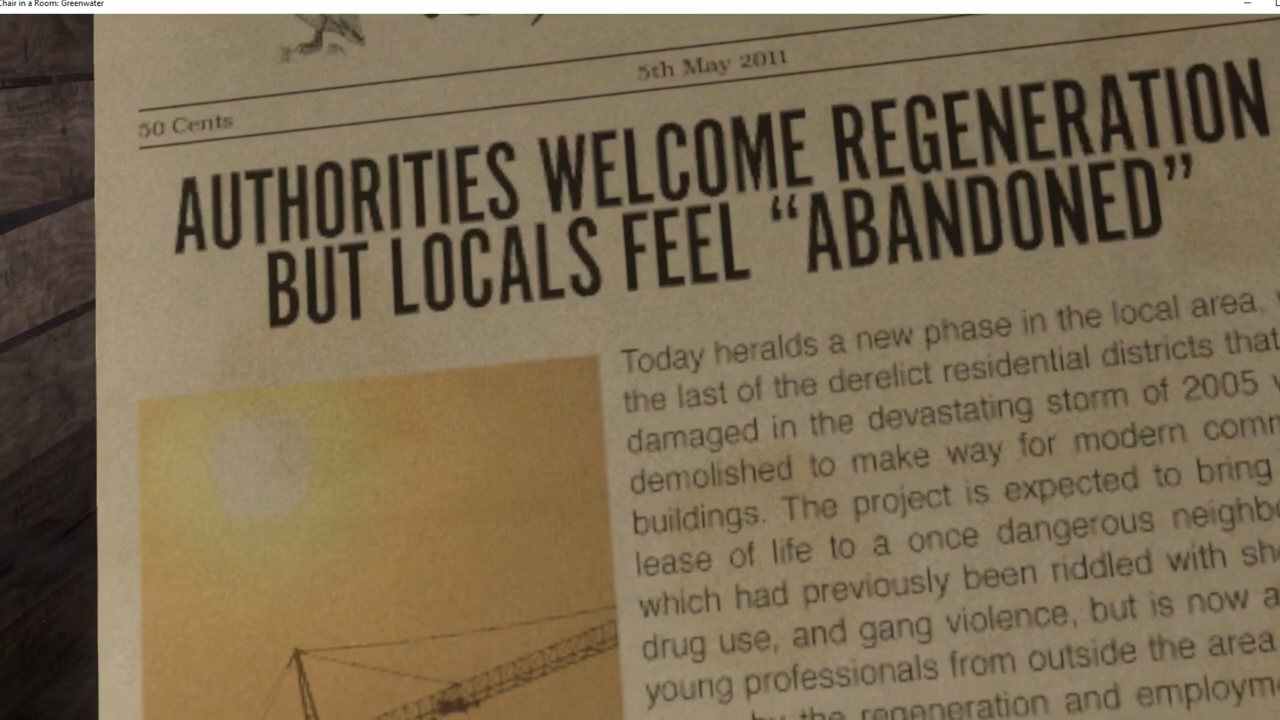 Chair in a Room: Greenwater
5th May 2011
50 Cents
AUTHORITIES WELCOME REGENERATION
BUT LOCALS FEEL “ABANDONED”
Today heralds a new phase in the local area,
the last of the derelict residential districts that
damaged in the devastating storm of 2005
demolished to make way for modern
buildings. The project is expected to bring
lease of life to a once dangerous
which had previously been riddled with
drug use, and gang violence, but is now
young professionals from outside the area
by the regeneration and